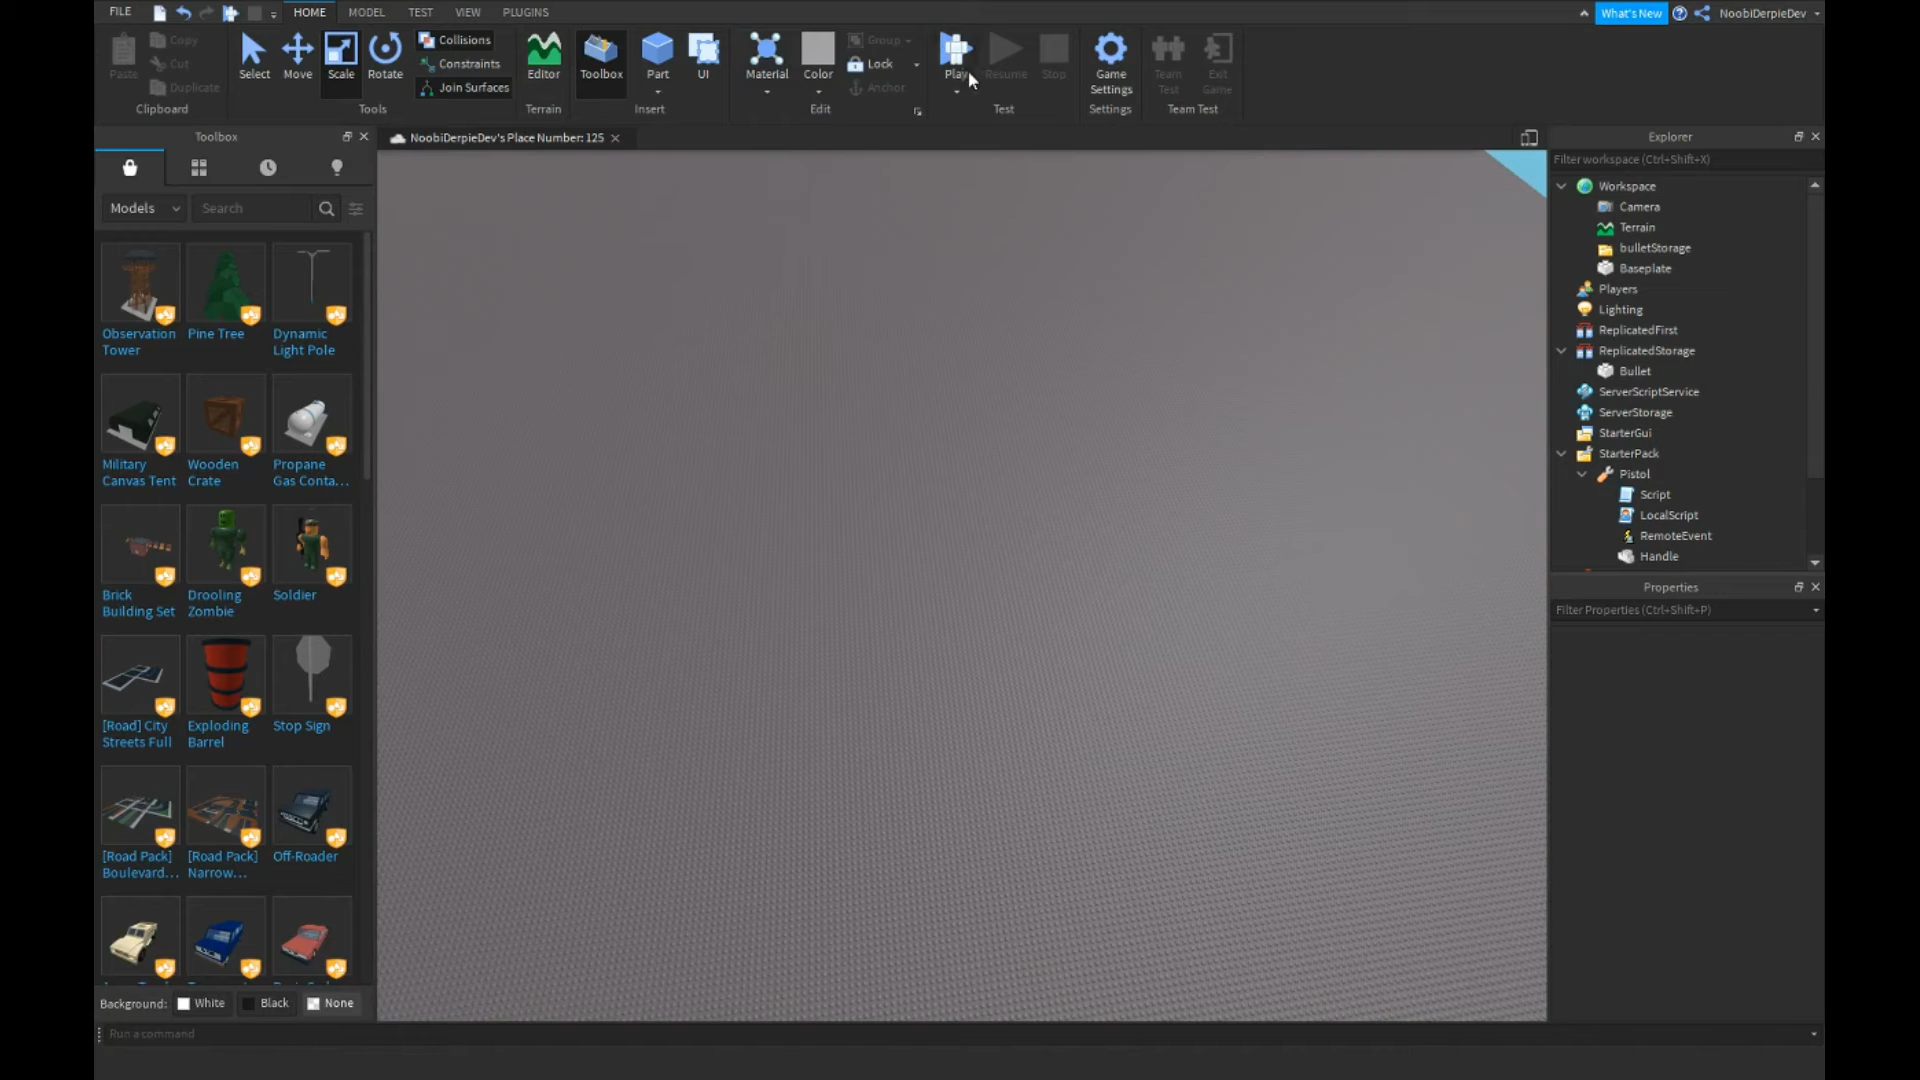 FILE
HOME
MODEL
TEST
VIEW
PLUGINS
What's New
NoobiDerpieDev
Paste
Copy
Cut
Duplicate
Clipboard
Select
Move
Scale
Rotate
Tools
Collisions
Constraints
Join Surfaces
Editor
Terrain
Toolbox
Part
UI
Insert
Material
Color
Group
Lock
Anchor
Edit
Play
Resume
Stop
Test
Game
Settings
Settings
Team
Test
Exit
Game
Team Test
Toolbox
NoobiDerpieDev's Place Number: 125
Models
Search
Observation
Tower
Pine Tree
Dynamic
Light Pole
Military
Canvas Tent
Wooden
Crate
Propane
Gas Conta...
Brick
Building Set
Drooling
Zombie
Soldier
[Road] City
Streets Full
Exploding
Barrel
Stop Sign
[Road Pack]
Boulevard...
[Road Pack]
Narrow...
Off-Roader
Background:
White
Black
None
Run a command
Explorer
Filter workspace (Ctrl+Shift+X)
Workspace
Camera
Terrain
bulletStorage
Baseplate
Players
Lighting
ReplicatedFirst
ReplicatedStorage
Bullet
ServerScriptService
ServerStorage
StarterGui
StarterPack
Pistol
Script
LocalScript
RemoteEvent
Handle
Properties
Filter Properties (Ctrl+Shift+P)